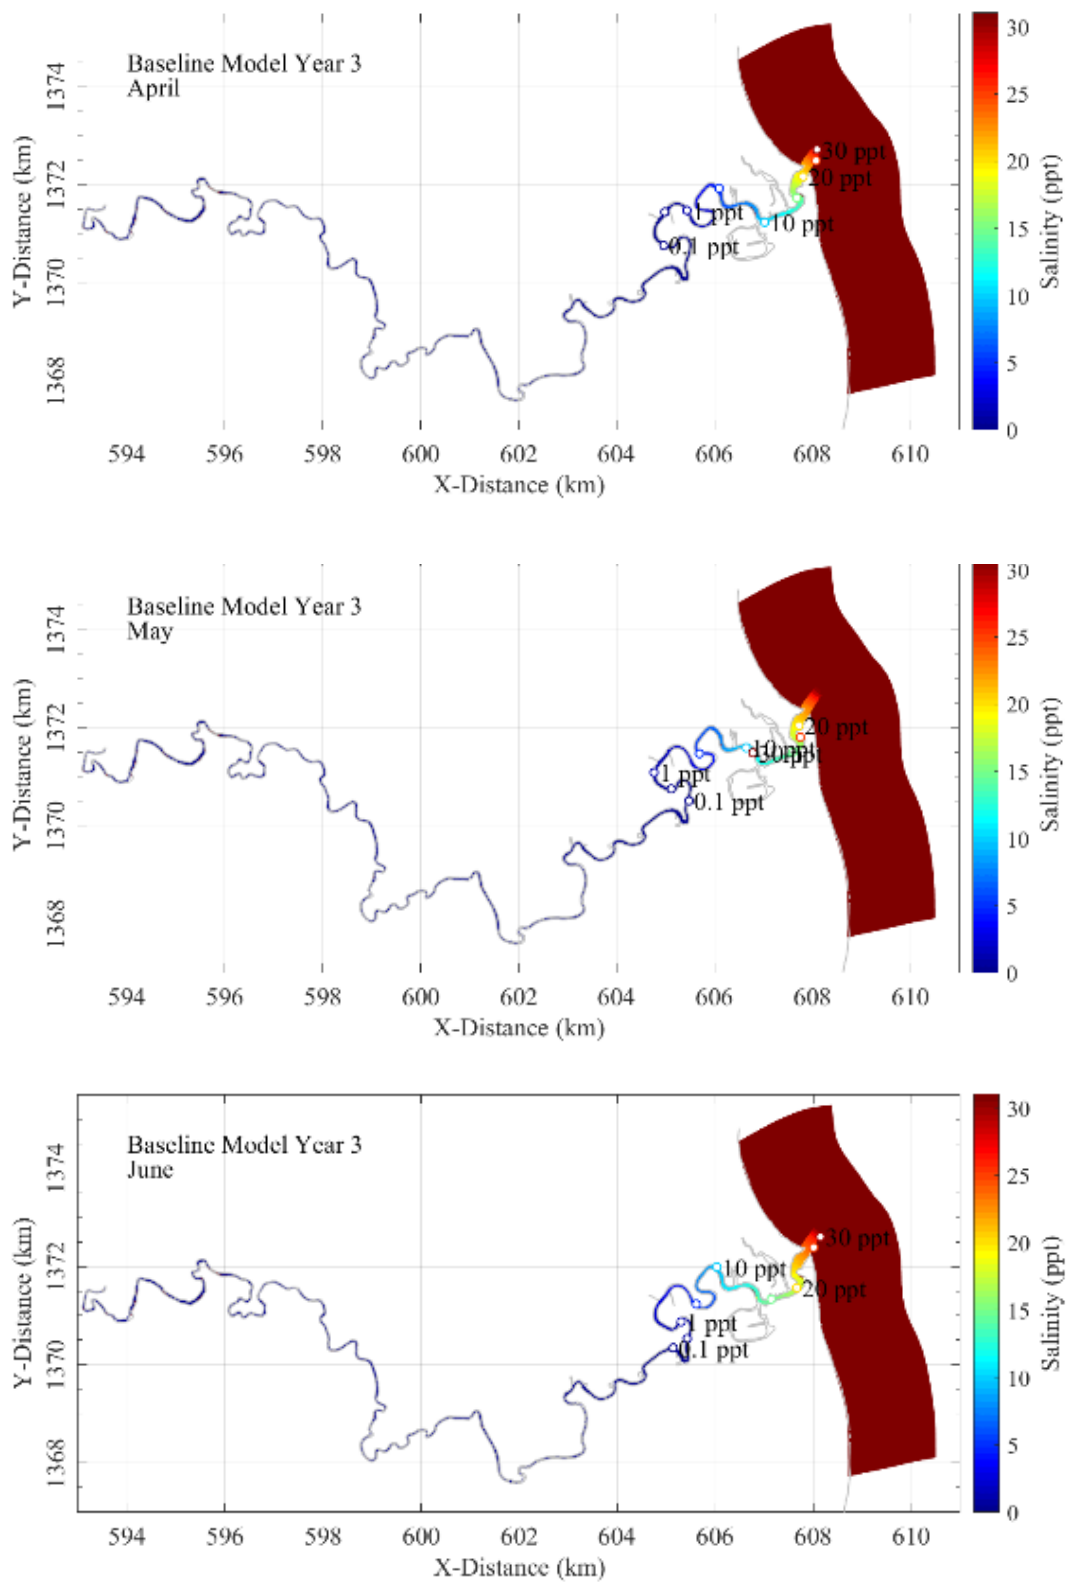 Baseline Model Year 3
April
Y-Distance (km)
1374
1372
1370
1368
30 ppt
20 ppt
1 ppt
10 ppt
0.1 ppt
594 596 598 600 602 604 606 608 610
X-Distance (km)
30
25
20
15
10
5
0
Salinity (ppt)
Baseline Model Year 3
May
Y-Distance (km)
1374
1372
1370
1368
20 ppt
10 ppt
1 ppt
0.1 ppt
594 596 598 600 602 604 606 608 610
X-Distance (km)
30
25
20
15
10
5
0
Salinity (ppt)
Baseline Model Year 3
June
Y-Distance (km)
1374
1372
1370
1368
30 ppt
10 ppt
20 ppt
1 ppt
0.1 ppt
594 596 598 600 602 604 606 608 610
X-Distance (km)
30
25
20
15
10
5
0
Salinity (ppt)